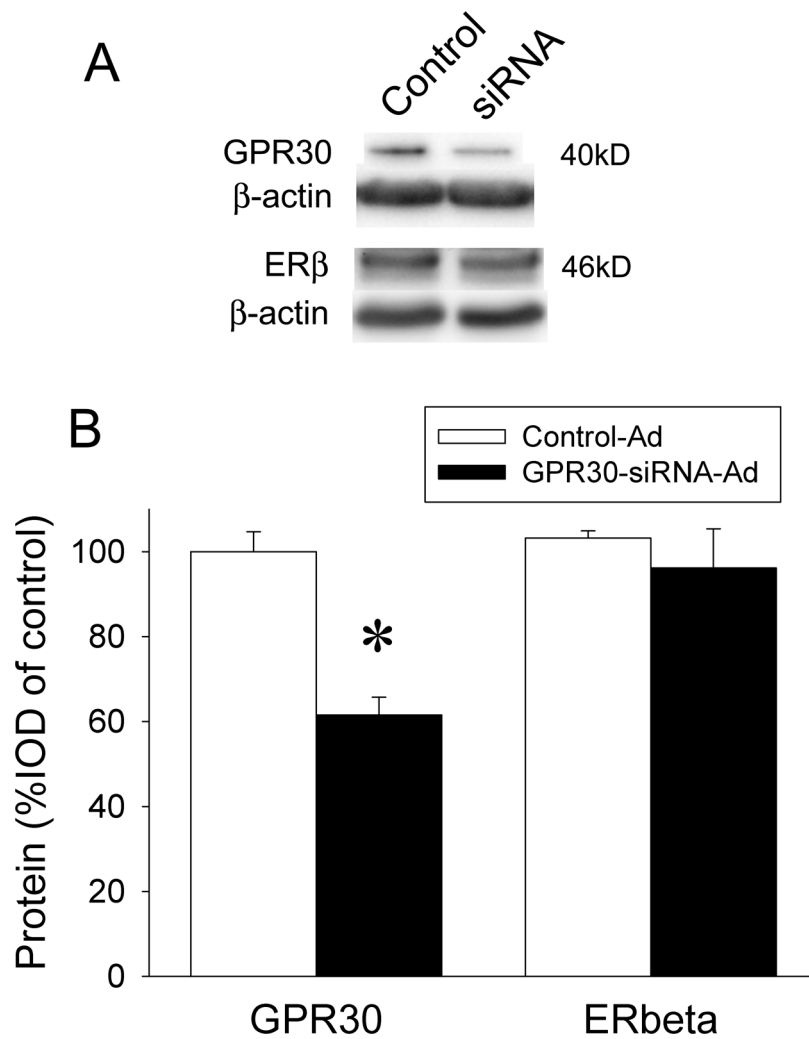 A
Control siRNA
GPR30 40kD
β-actin
ERβ 46kD
β-actin
B
Control-Ad
GPR30-siRNA-Ad
Protein (%IOD of control)
100
80
60
40
20
0
*
GPR30 ERbeta